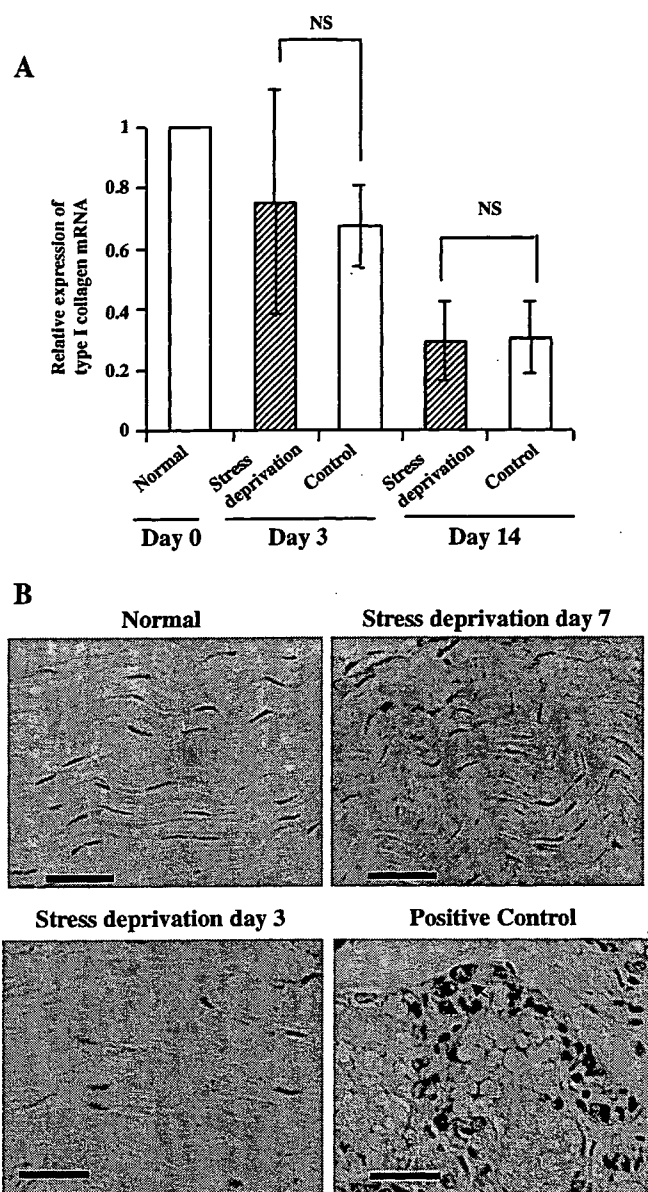 A
NS
NS
Relative expression of
type I collagen mRNA
1
0.8
0.6
0.4
0.2
0
Normal
Stress
deprivation
Control
Stress
deprivation
Control
Day 0
Day 3
Day 14
B
Normal
Stress deprivation day 7
Stress deprivation day 3
Positive Control